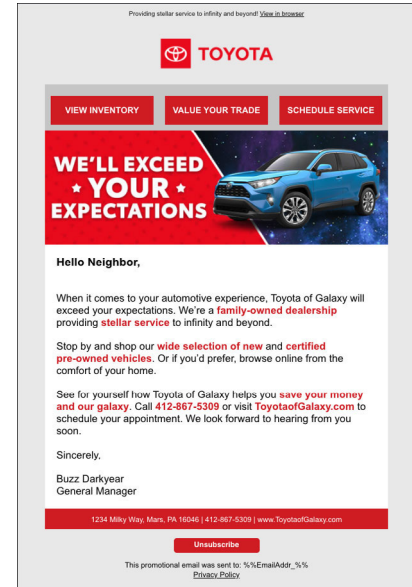 Providing stellar service to infinity and beyond! View in browser
TOYOTA
VIEW INVENTORY
VALUE YOUR TRADE
SCHEDULE SERVICE
WE'LL EXCEED
★ YOUR ★
EXPECTATIONS
Hello Neighbor,
When it comes to your automotive experience, Toyota of Galaxy will
exceed your expectations. We're a family-owned dealership
providing stellar service to infinity and beyond.
Stop by and shop our wide selection of new and certified
pre-owned vehicles. Or if you'd prefer, browse online from the
comfort of your home.
See for yourself how Toyota of Galaxy helps you save your money
and our galaxy. Call 412-867-5309 or visit ToyotaofGalaxy.com to
schedule your appointment. We look forward to hearing from you
soon.
Sincerely,
Buzz Darkyear
General Manager
1234 Milky Way, Mars, PA 16046 | 412-867-5309 | www.ToyotaofGalaxy.com
Unsubscribe
This promotional email was sent to: %%EmailAddr_%%
Privacy Policy